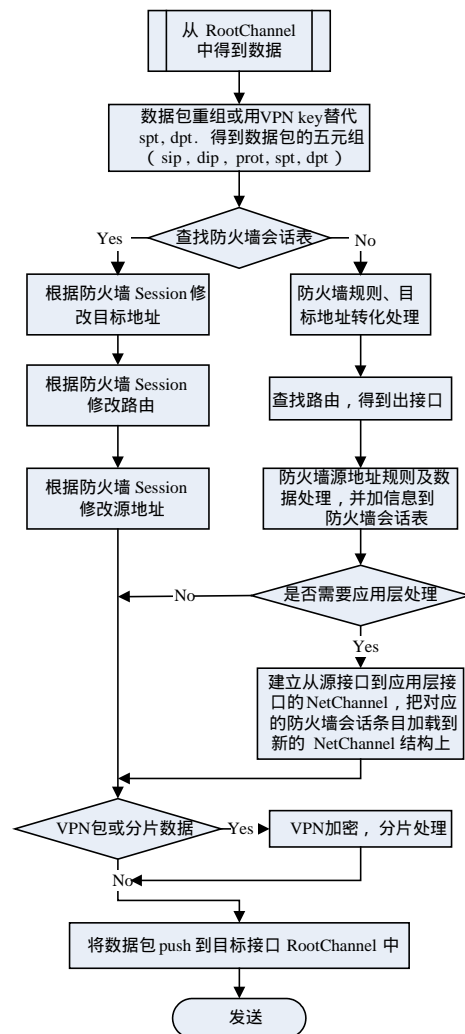 从 RootChannel
中得到数据
数据包重组或用VPN key替代
spt, dpt. 得到数据包的五元组
( sip , dip , prot, spt, dpt )
查找防火墙会话表
Yes
No
根据防火墙 Session 修
改目标地址
防火墙规则、目
标地址转化处理
根据防火墙 Session
修改路由
查找路由，得到出接口
根据防火墙 Session
修改源地址
防火墙源地址规则及数
据处理，并加信息到
防火墙会话表
是否需要应用层处理
No
Yes
建立从源接口到应用层接
口的NetChannel，把对应
的防火墙会话条目加载到
新的 NetChannel 结构上
VPN包或分片数据
Yes
VPN加密，分片处理
No
将数据包 push 到目标接口 RootChannel 中
发送